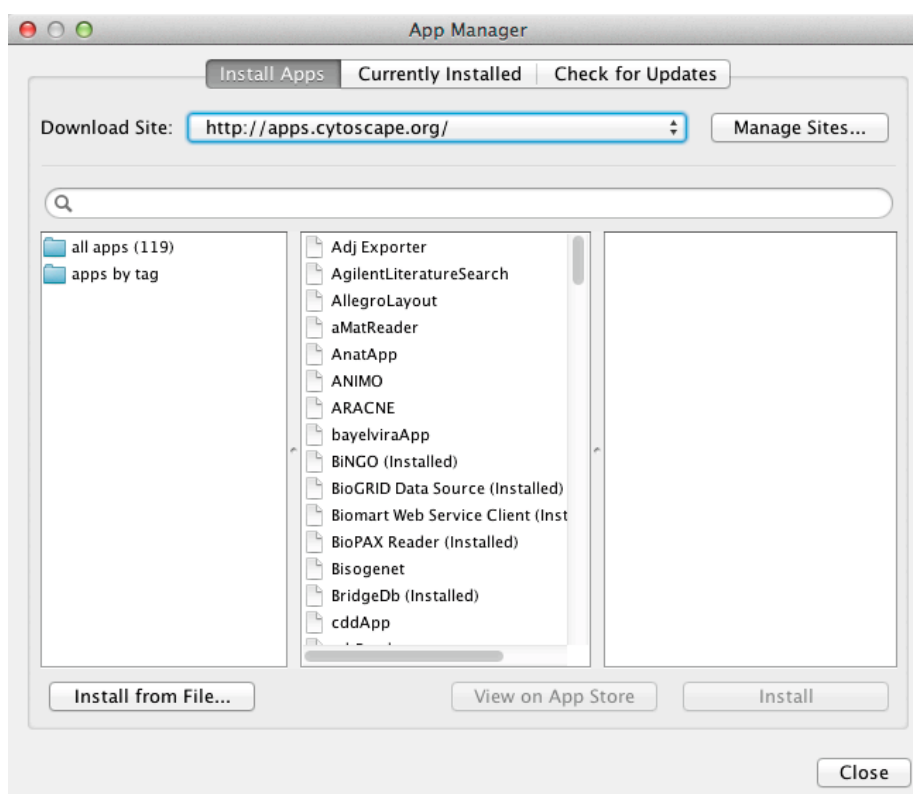 App Manager
Install Apps Currently Installed Check for Updates
Download Site: http://apps.cytoscape.org/ Manage Sites...
all apps (119)
apps by tag
Adj Exporter
AgilentLiteratureSearch
AllegroLayout
aMatReader
AnatApp
ANIMO
ARACNE
bayelviraApp
BiNGO (Installed)
BioGRID Data Source (Installed)
Biomart Web Service Client (Inst
BioPAX Reader (Installed)
Bisogenet
BridgeDb (Installed)
cddApp
Install from File... View on App Store Install
Close